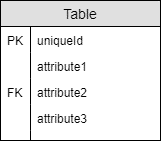 Table
PK uniqueId
attribute1
FK attribute2
attribute3